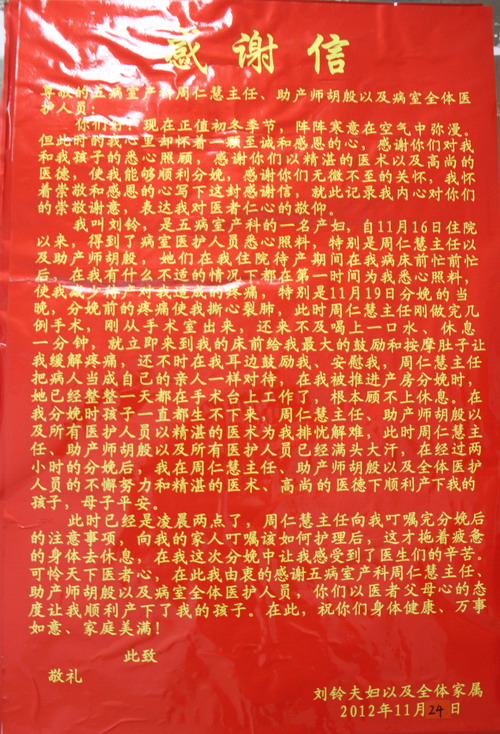 感谢信
尊敬的五病室产科周仁慧主任、助产师胡殷以及病室全体医
护人员：
你们好！现在正值初冬季节，阵阵寒意在空气中弥漫。
但此时的我心里却怀着一颗至诚和感恩的心，感谢你们对我
和我孩子的悉心照顾，感谢你们以精湛的医术以及高尚的
医德，使我能够顺利分娩，感谢你们无微不至的关怀，我怀
着崇敬和感恩的心写下这封感谢信，就此记录我内心对你们
的崇敬谢意，表达我对医者仁心的敬仰。
我叫刘铃，是五病室产科的一名产妇，自11月16日住院
以来，得到了病室医护人员悉心照料，特别是周仁慧主任以
及助产师胡殷。她们在我住院待产期间在我病床前忙前忙
后，在我有什么不适的情况下都在第一时间为我悉心照料，
使我减少待产对我造成的疼痛，特别是11月19日分娩的当
晚，分娩前的疼痛使我撕心裂肺，此时周仁慧主任刚做完几
例手术，刚从手术室出来，还来不及喝上一口水、休息
一分钟，就立即来到我的床前给我最大的鼓励和按摩肚子让
我缓解疼痛，还不时在我耳边鼓励我、安慰我，周仁慧主任
把病人当成自己的亲人一样对待，在我被推进产房分娩时，
她已经整整一天都在手术台上工作了，根本顾不上休息。在
我分娩时孩子一直都生不下来，周仁慧主任、助产师胡殷以
及所有医护人员以精湛的医术为我排忧解难，此时周仁慧主
任、助产师胡殷以及所有医护人员已经满头大汗，在经过两
小时的分娩后，我在周仁慧主任、助产师胡殷以及全体医护
人员的不懈努力和精湛的医术、高尚的医德下顺利产下我的
孩子，母子平安。
此时已经是凌晨两点了，周仁慧主任向我叮嘱完分娩后
的注意事项，向我的家人叮嘱该如何护理后，这才拖着疲惫
的身体去休息，在我这次分娩中让我感受到了医生们的辛苦。
可怜天下医者心，在此我由衷的感谢五病室产科周仁慧主任、
助产师胡殷以及病室全体医护人员，你们以医者父母心的态
度让我顺利产下了我的孩子。在此，祝你们身体健康、万事
如意、家庭美满！
此致
敬礼
刘铃夫妇以及全体家属
2012年11月24日